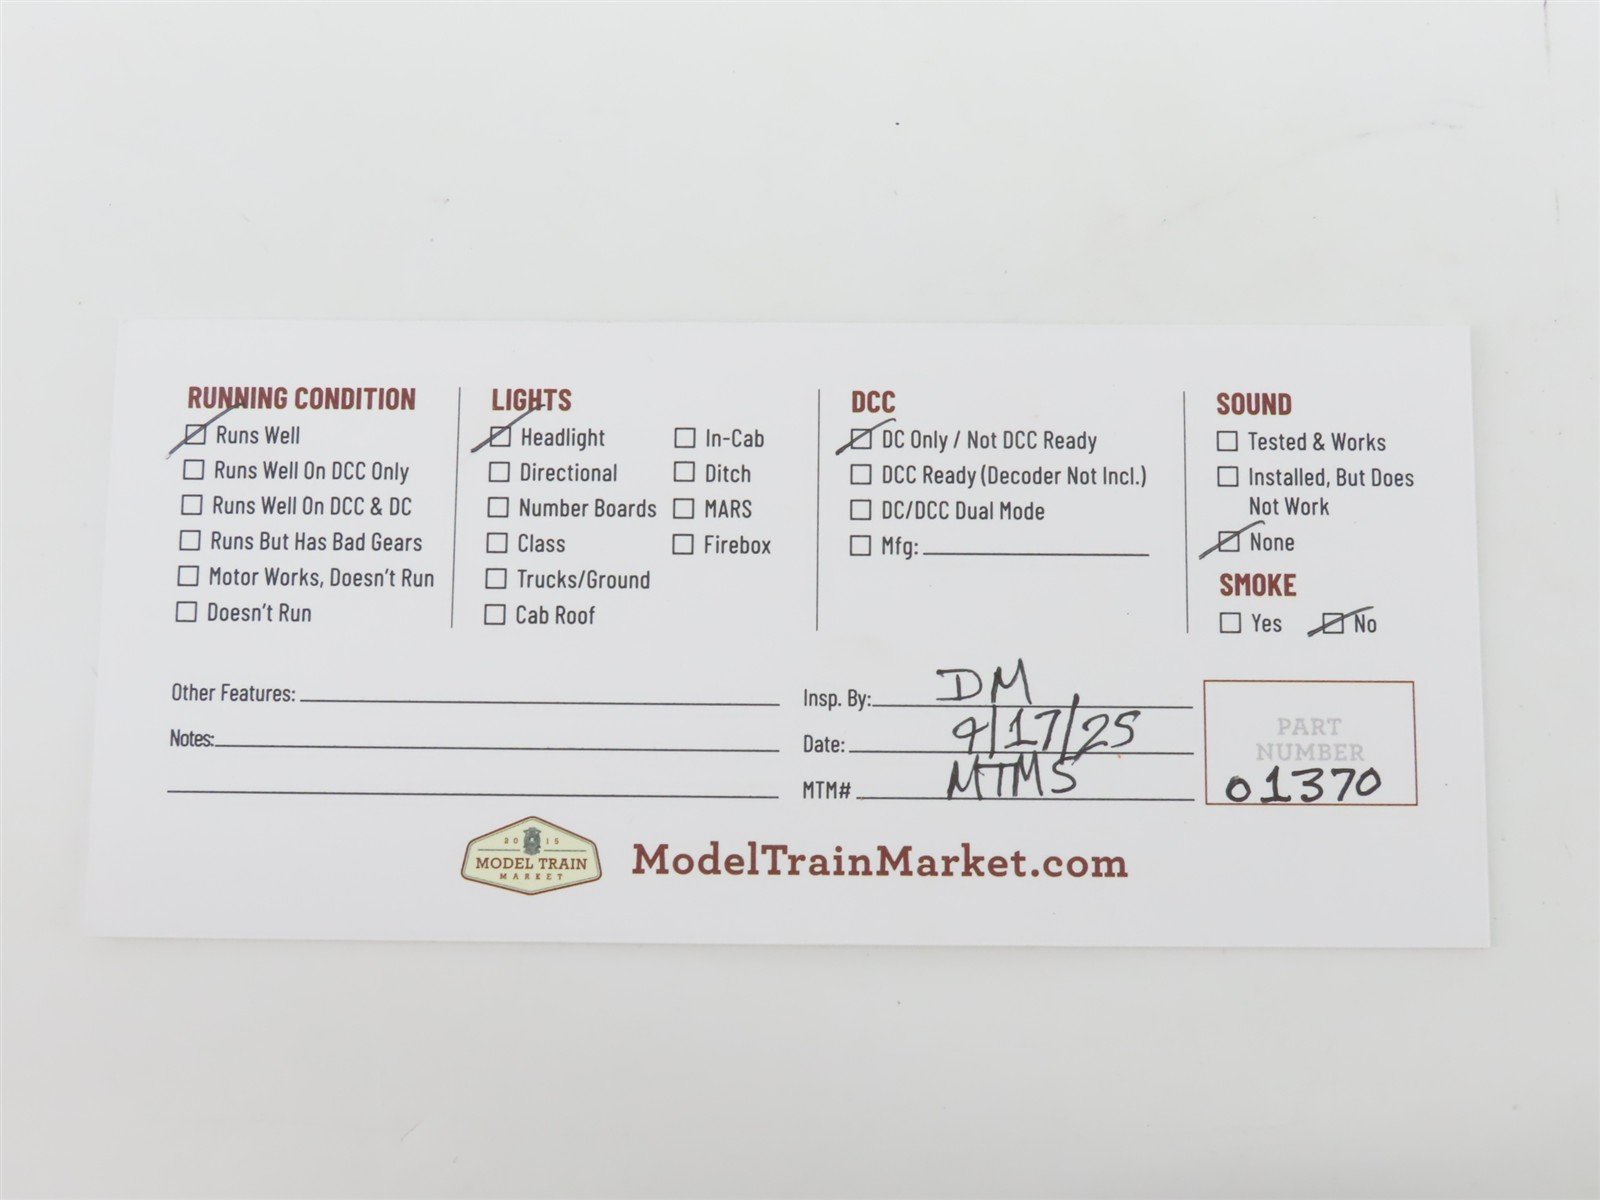 RUNNING CONDITION
Runs Well
Runs Well On DCC Only
Runs Well On DCC & DC
Runs But Has Bad Gears
Motor Works, Doesn't Run
Doesn't Run
LIGHTS
Headlight
Directional
Number Boards
Class
Trucks/Ground
Cab Roof
In-Cab
Ditch
MARS
Firebox
DCC
DC Only / Not DCC Ready
DCC Ready (Decoder Not Incl.)
DC/DCC Dual Mode
Mfg:
SOUND
Tested & Works
Installed, But Does
Not Work
None
SMOKE
Yes No
Other Features:
Notes:
Insp. By: DM
Date: 9/17/25
MTM# MTMS
PART
NUMBER
01370
2015
MODEL TRAIN
MARKET
ModelTrainMarket.com